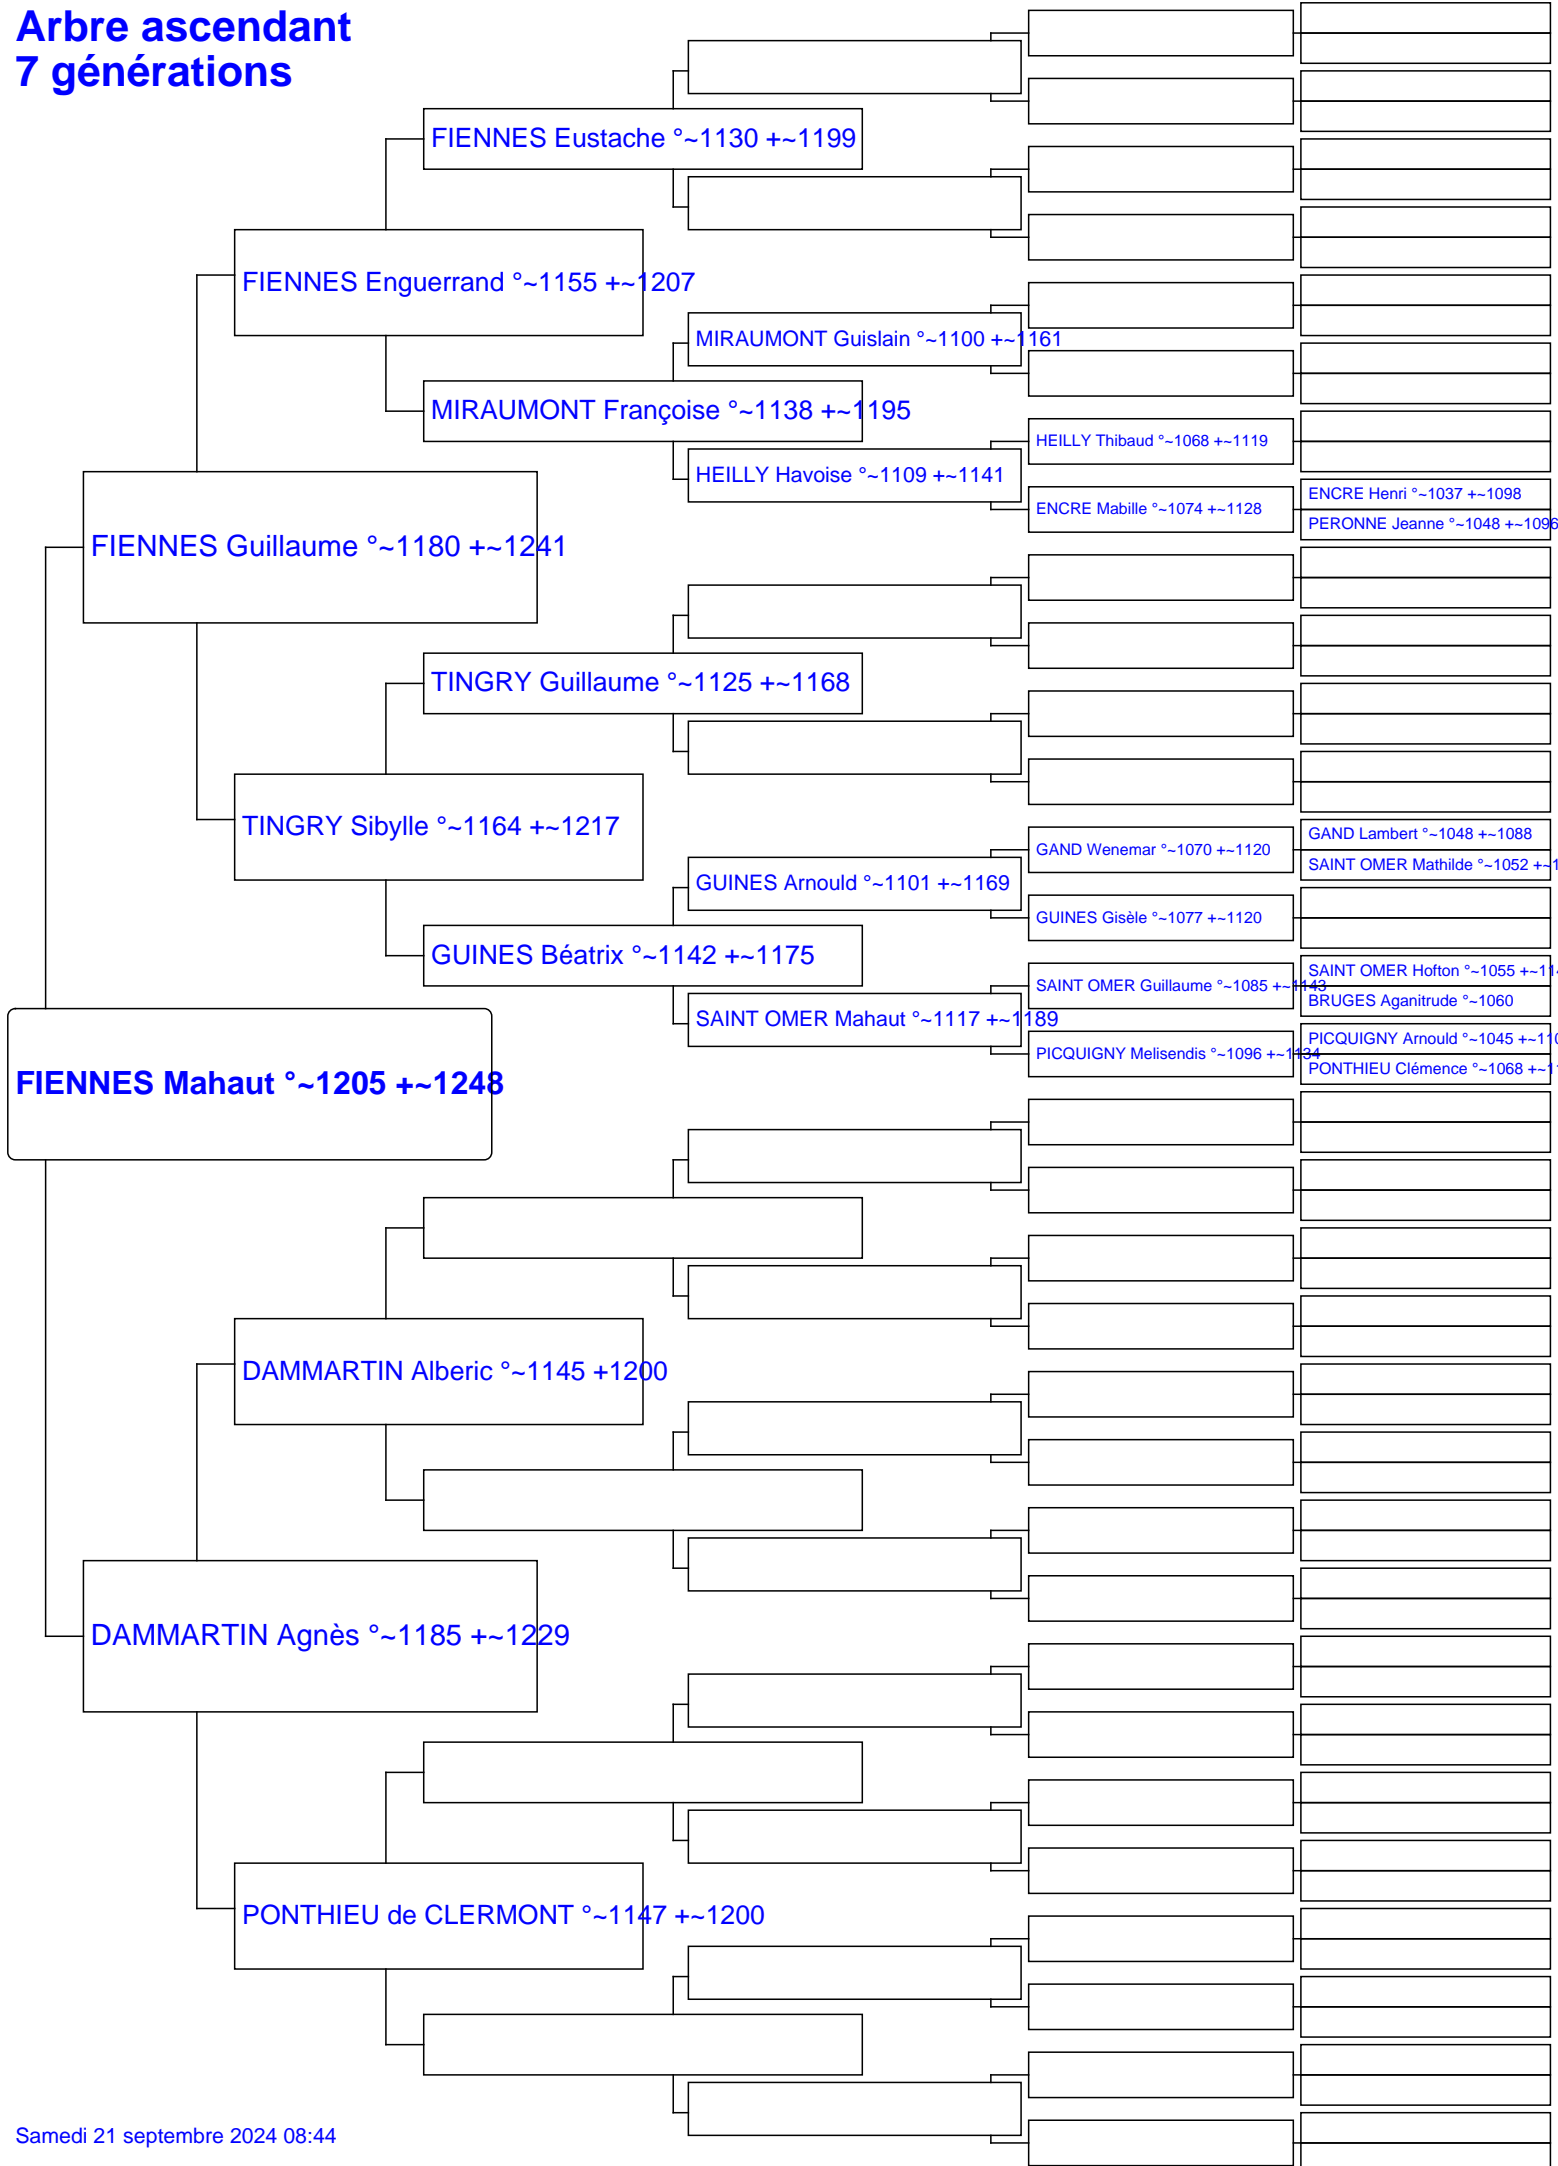 Arbre ascendant
7 générations
FIENNES Eustache °~1130 +~1199
FIENNES Enguerrand °~1155 +~1207
MIRAUMONT Guislain °~1100 +~1161
MIRAUMONT Françoise °~1138 +~1195
HEILLY Thibaud °~1068 +~1119
HEILLY Havoise °~1109 +~1141
ENCRE Henri °~1037 +~1098
ENCRE Mabille °~1074 +~1128
PERONNE Jeanne °~1048 +~1096
FIENNES Guillaume °~1180 +~1241
TINGRY Guillaume °~1125 +~1168
TINGRY Sibylle °~1164 +~1217
GAND Lambert °~1048 +~1088
GAND Wenemar °~1070 +~1120
SAINT OMER Mathilde °~1052 +~1
GUINES Arnould °~1101 +~1169
GUINES Gisèle °~1077 +~1120
GUINES Béatrix °~1142 +~1175
SAINT OMER Hofton °~1055 +~114
SAINT OMER Guillaume °~1085 +~1143
BRUGES Aganitrude °~1060
SAINT OMER Mahaut °~1117 +~1189
PICQUIGNY Arnould °~1045 +~110
PICQUIGNY Melisendis °~1096 +~1134
PONTHIEU Clémence °~1068 +~1
FIENNES Mahaut °~1205 +~1248
DAMMARTIN Alberic °~1145 +1200
DAMMARTIN Agnès °~1185 +~1229
PONTHIEU de CLERMONT °~1147 +~1200
Samedi 21 septembre 2024 08:44